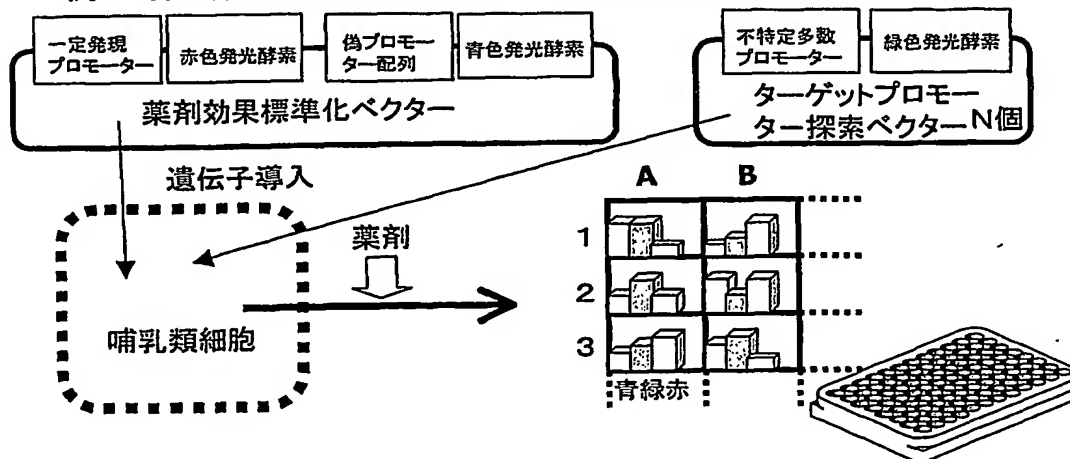 一定発現
プロモーター
赤色発光酵素
偽プロモー
ター配列
青色発光酵素
薬剤効果標準化ベクター
不特定多数
プロモーター
緑色発光酵素
ターゲットプロモー
ター探索ベクターN個
遺伝子導入
薬剤
哺乳類細胞
A B
1
2
3
青緑赤